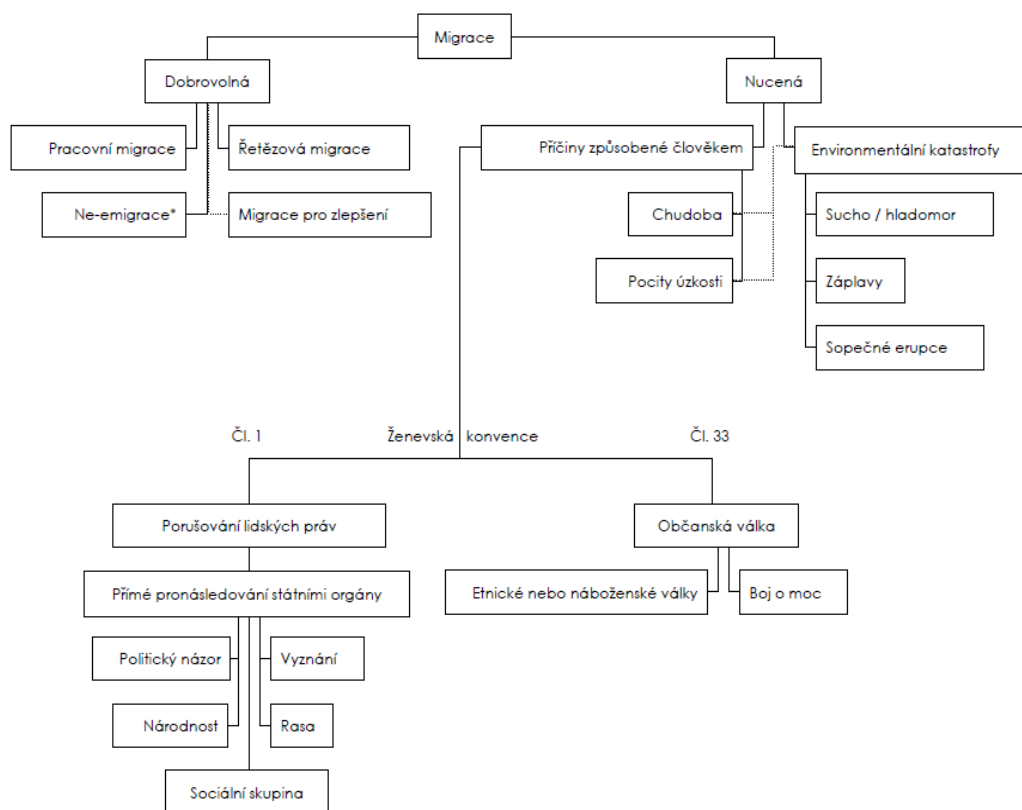 Migrace
Dobrovolná
Nucená
Pracovní migrace
Řetězová migrace
Příčiny způsobené člověkem
Environmentální katastrofy
Ne-emigrace*
Migrace pro zlepšení
Chudoba
Sucho / hladomor
Pocity úzkosti
Záplavy
Sopečné erupce
Čl. 1
Ženevská konvence
Čl. 33
Porušování lidských práv
Občanská válka
Přímé pronásledování státními orgány
Etnické nebo náboženské války
Boj o moc
Politický názor
Vyznání
Národnost
Rasa
Sociální skupina